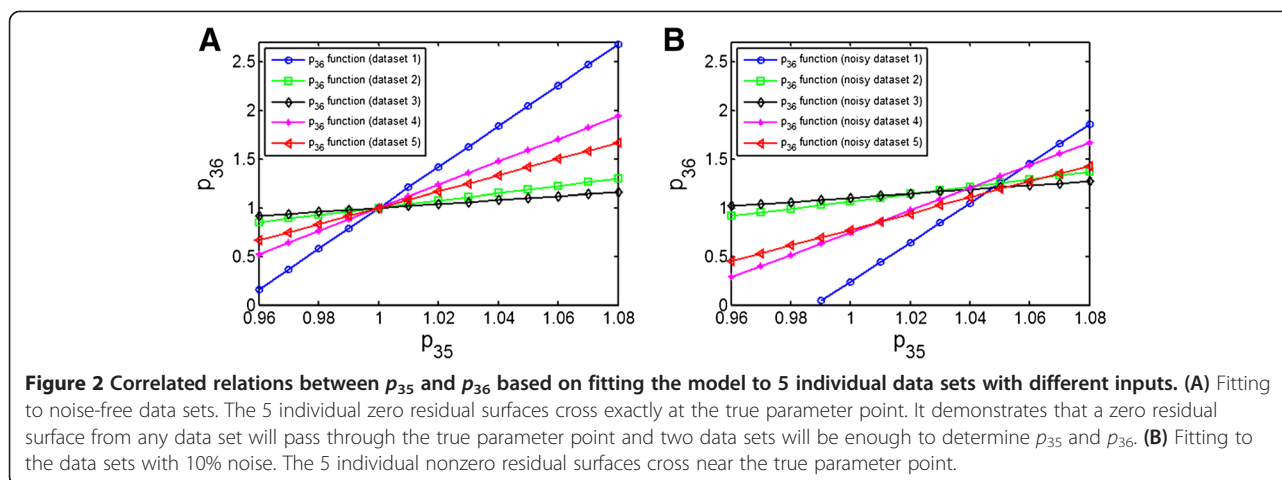 A
B
2.5
2
1.5
1
0.5
0
p36
p36 function (dataset 1)
p36 function (dataset 2)
p36 function (dataset 3)
p36 function (dataset 4)
p36 function (dataset 5)
0.96 0.98 1 1.02 1.04 1.06 1.08
p35
2.5
2
1.5
1
0.5
0
p36
p36 function (noisy dataset 1)
p36 function (noisy dataset 2)
p36 function (noisy dataset 3)
p36 function (noisy dataset 4)
p36 function (noisy dataset 5)
0.96 0.98 1 1.02 1.04 1.06 1.08
p35
Figure 2 Correlated relations between p35 and p36 based on fitting the model to 5 individual data sets with different inputs. (A) Fitting
to noise-free data sets. The 5 individual zero residual surfaces cross exactly at the true parameter point. It demonstrates that a zero residual
surface from any data set will pass through the true parameter point and two data sets will be enough to determine p35 and p36. (B) Fitting to
the data sets with 10% noise. The 5 individual nonzero residual surfaces cross near the true parameter point.